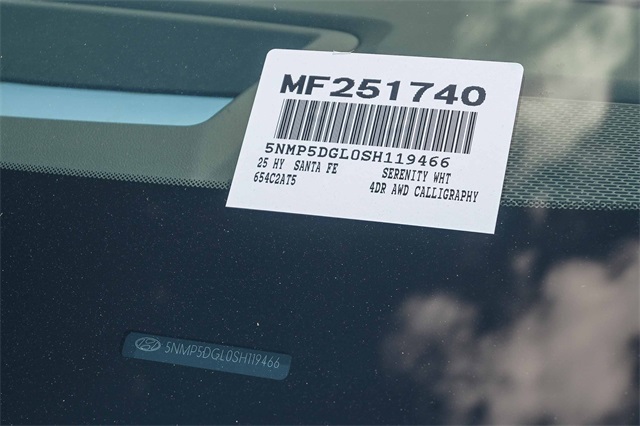 MF251740
5NMP5DGL0SH119466
25 HY SANTA FE SERENITY WHT
654C2AT5 4DR AWD CALLIGRAPHY
5NMP5DGL0SH119466